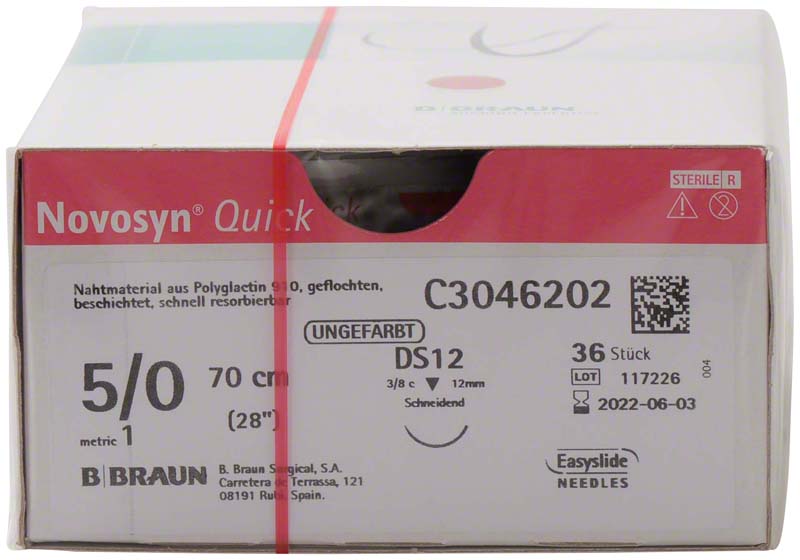 B|BRAUN
STERILE R
Novosyn® Quick
Nahtmaterial aus Polyglactin 910, geflochten,
beschichtet, schnell resorbierbar
C3046202
UNGEFÄRBT
5/0 70 cm
(28")
metric 1
DS12
3/8 c ▼ 12mm
Schneidend
36 Stück
LOT 117226
2022-06-03
004
B|BRAUN
B. Braun Surgical, S.A.
Carretera de Terrassa, 121
08191 Rubí, Spain.
Easyslide
NEEDLES